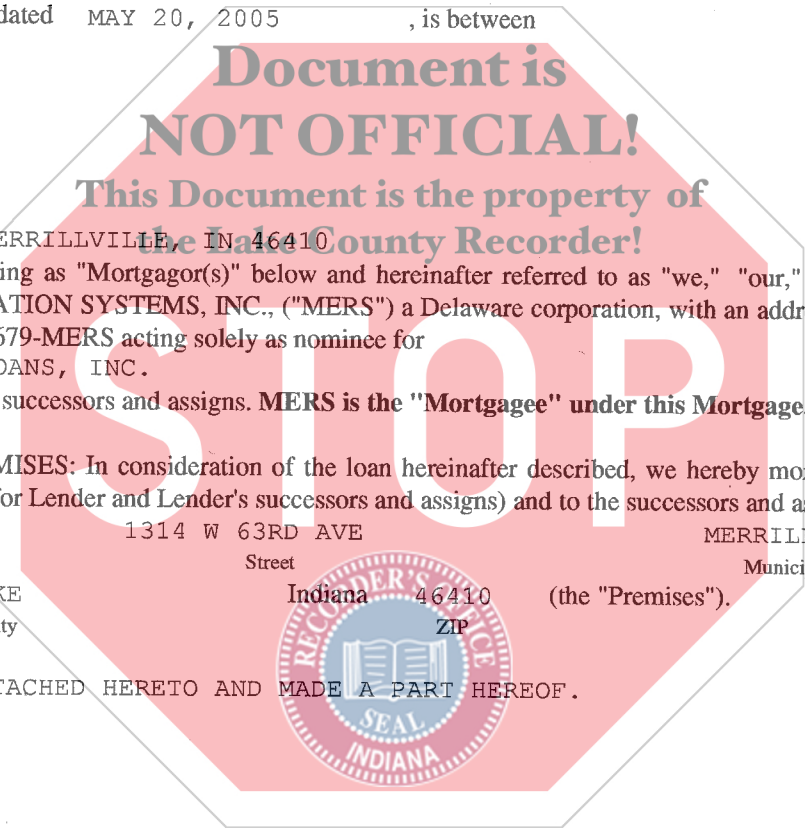 dated MAY 20, 2005 , is between
Document is
NOT OFFICIAL!
This Document is the property of
the Lake County Recorder!
ERRILLVILLE, IN 46410
ing as "Mortgagor(s)" below and hereinafter referred to as "we," "our,"
ATION SYSTEMS, INC., ("MERS") a Delaware corporation, with an addr
679-MERS acting solely as nominee for
OANS, INC.
successors and assigns. MERS is the "Mortgagee" under this Mortgage.
STOP
MISES: In consideration of the loan hereinafter described, we hereby mo
for Lender and Lender's successors and assigns) and to the successors and a
1314 W 63RD AVE MERRIL
Street Munici
KE Indiana 46410 (the "Premises").
ty ZIP
TACHED HERETO AND MADE A PART HEREOF.
RECORDER'S OFFICE
SEAL
INDIANA